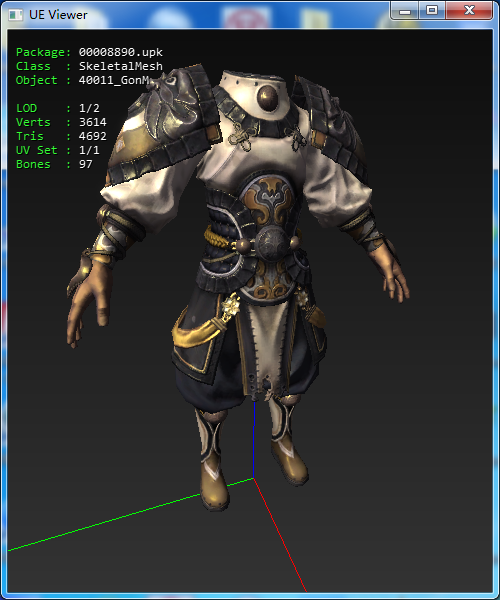 UE Viewer
Package: 00008890.upk
Class : SkeletalMesh
Object : 40011_GonM
LOD : 1/2
Verts : 3614
Tris : 4692
UV Set : 1/1
Bones : 97